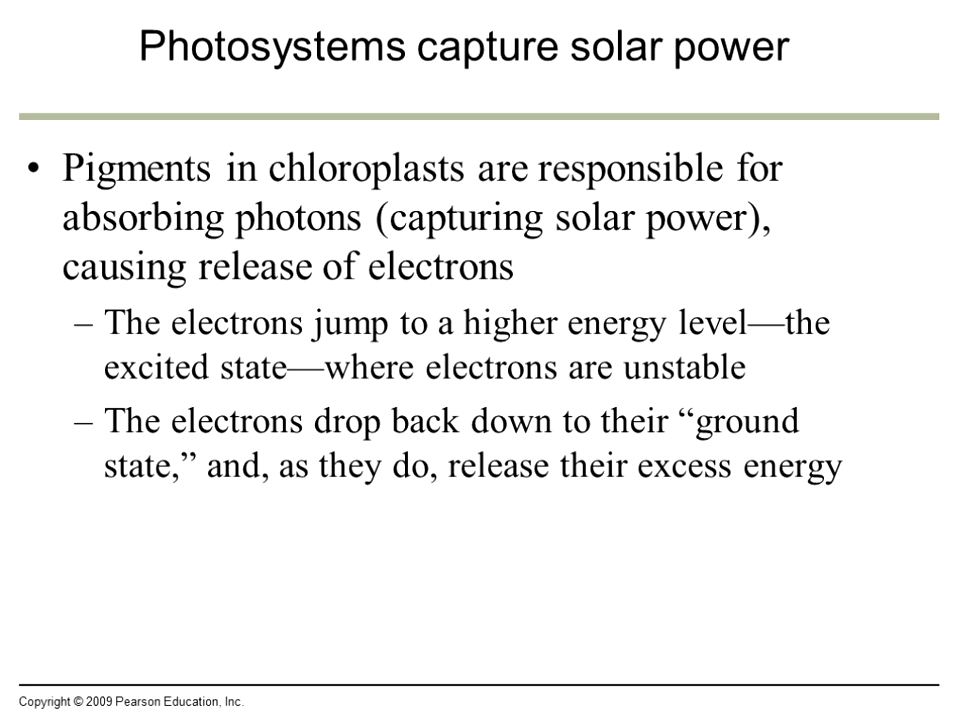 Photosystems capture solar power
• Pigments in chloroplasts are responsible for
absorbing photons (capturing solar power),
causing release of electrons
– The electrons jump to a higher energy level—the
excited state—where electrons are unstable
– The electrons drop back down to their “ground
state,” and, as they do, release their excess energy
Copyright © 2009 Pearson Education, Inc.